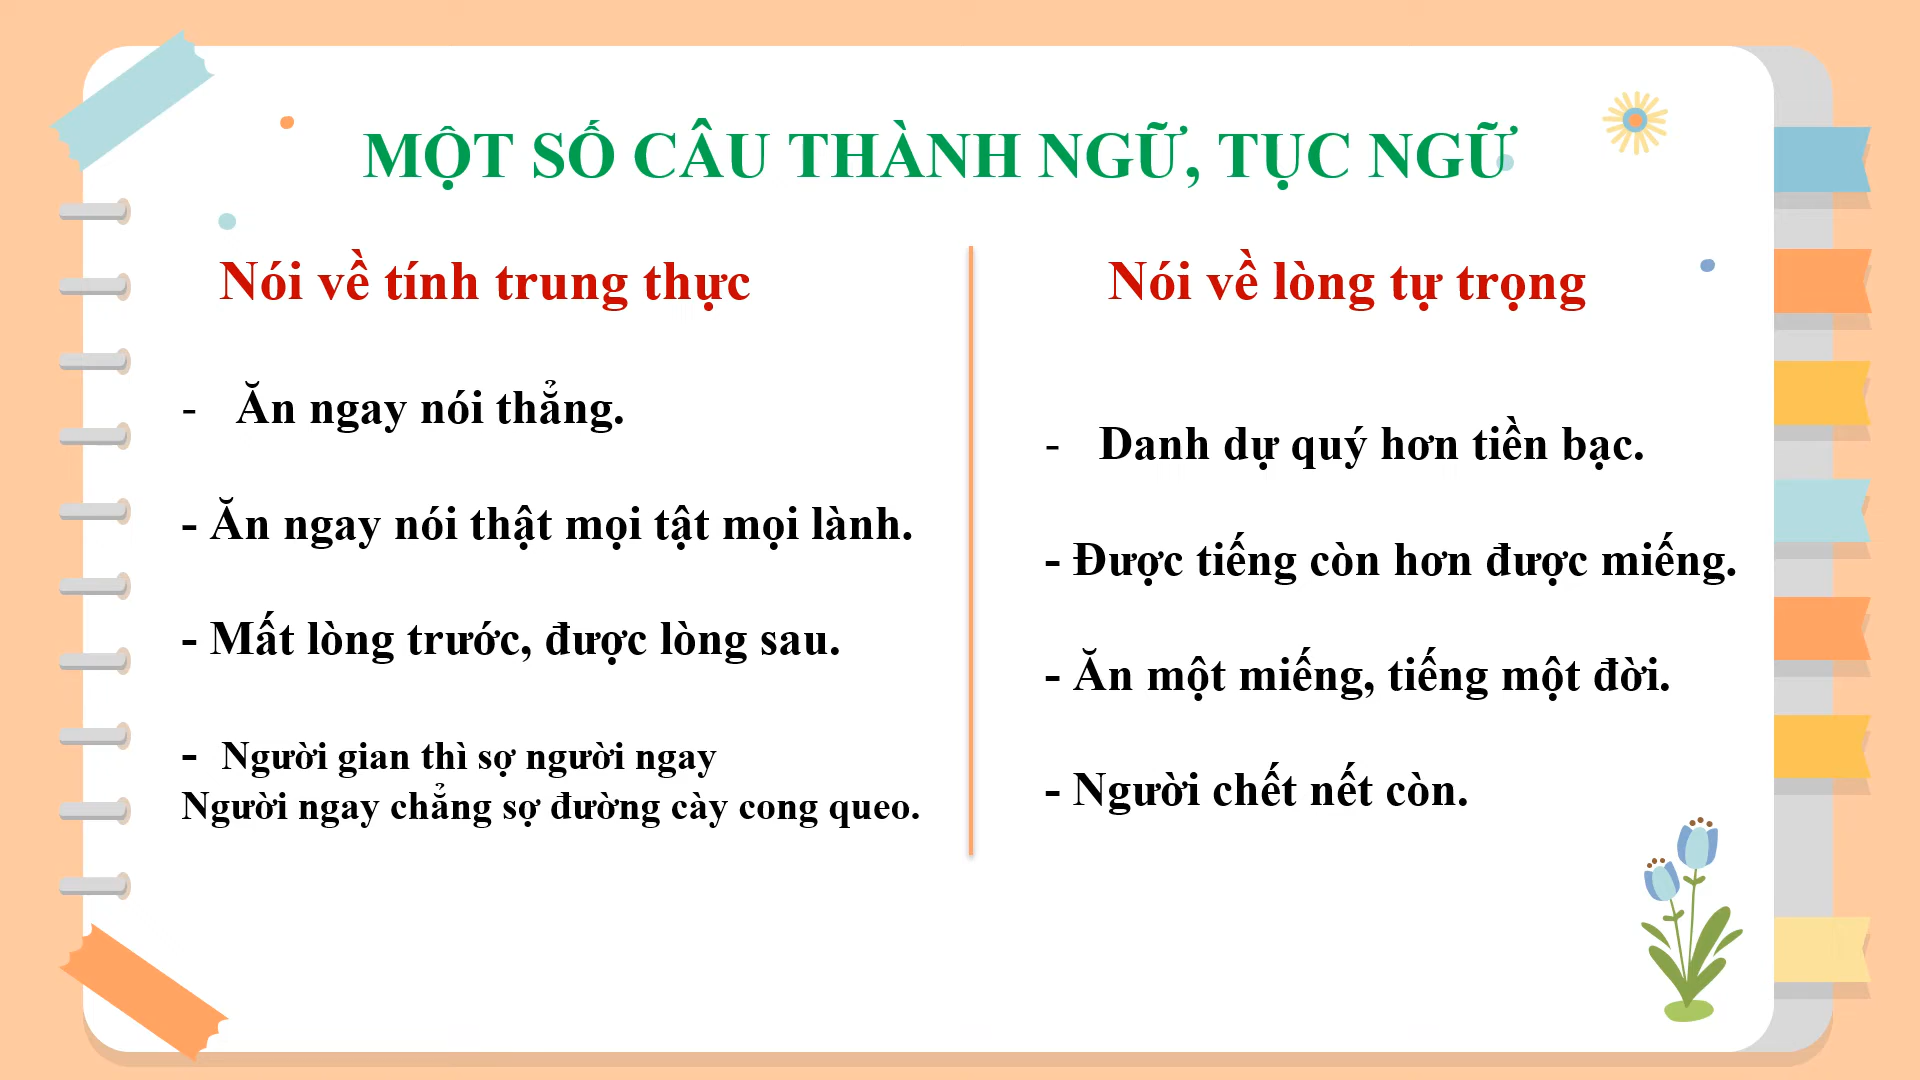 MỘT SỐ CÂU THÀNH NGỮ, TỤC NGỮ
Nói về tính trung thực
- Ăn ngay nói thẳng.
- Ăn ngay nói thật mọi tật mọi lành.
- Mất lòng trước, được lòng sau.
- Người gian thì sợ người ngay
Người ngay chẳng sợ đường cày cong queo.
Nói về lòng tự trọng
- Danh dự quý hơn tiền bạc.
- Được tiếng còn hơn được miếng.
- Ăn một miếng, tiếng một đời.
- Người chết nết còn.